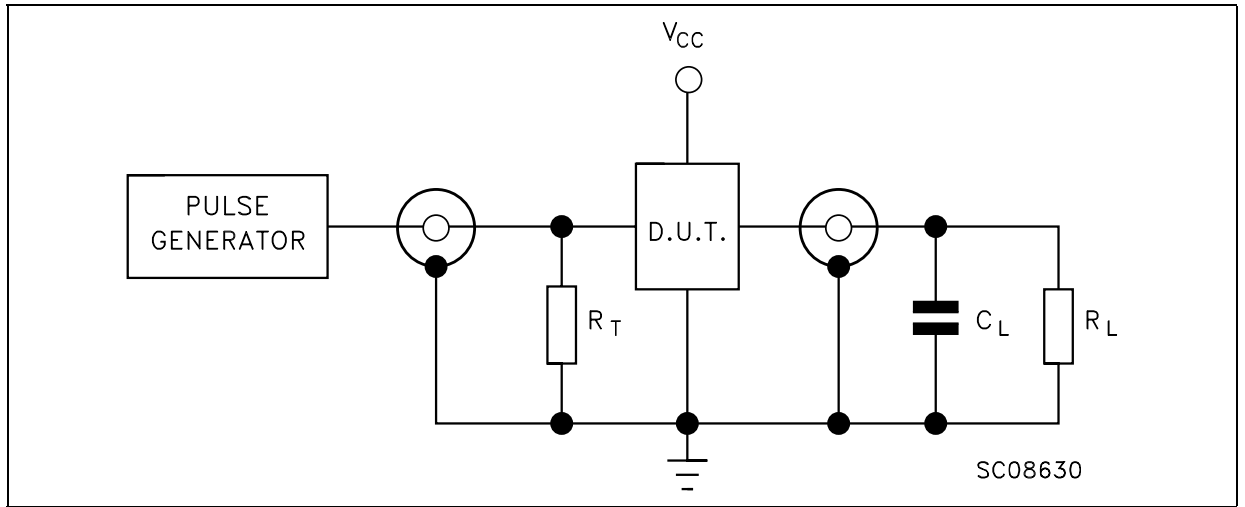 VCC
PULSE
GENERATOR
D.U.T.
RT
CL
RL
SC08630